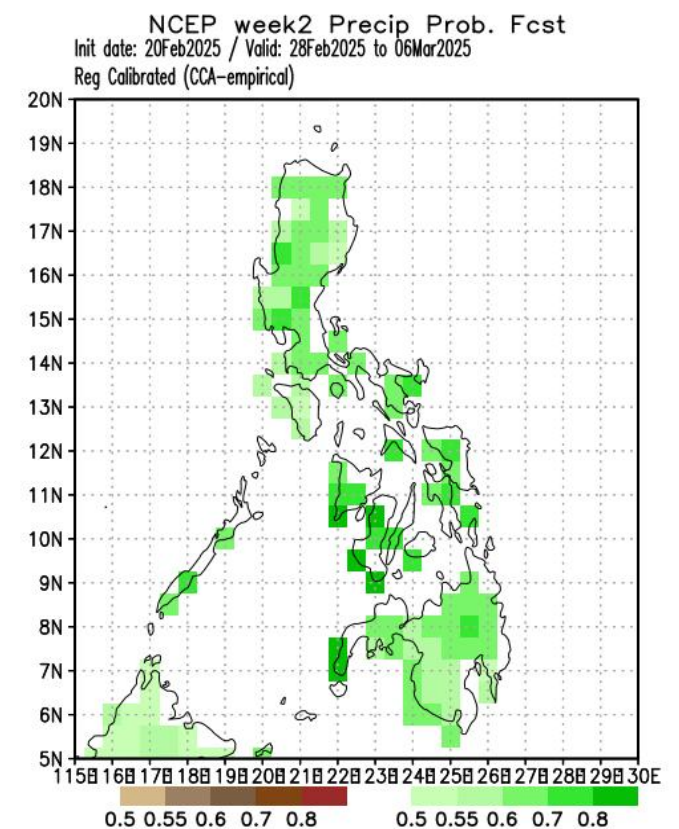 NCEP week2 Precip Prob. Fcst
Init date: 20Feb2025 / Valid: 28Feb2025 to 06Mar2025
Reg Calibrated (CCA-empirical)
20N
19N
18N
17N
16N
15N
14N
13N
12N
11N
10N
9N
8N
7N
6N
5N
115E 116E 117E 118E 119E 120E 121E 122E 123E 124E 125E 126E 127E 128E 129E 130E
0.5 0.55 0.6 0.7 0.8 0.5 0.55 0.6 0.7 0.8